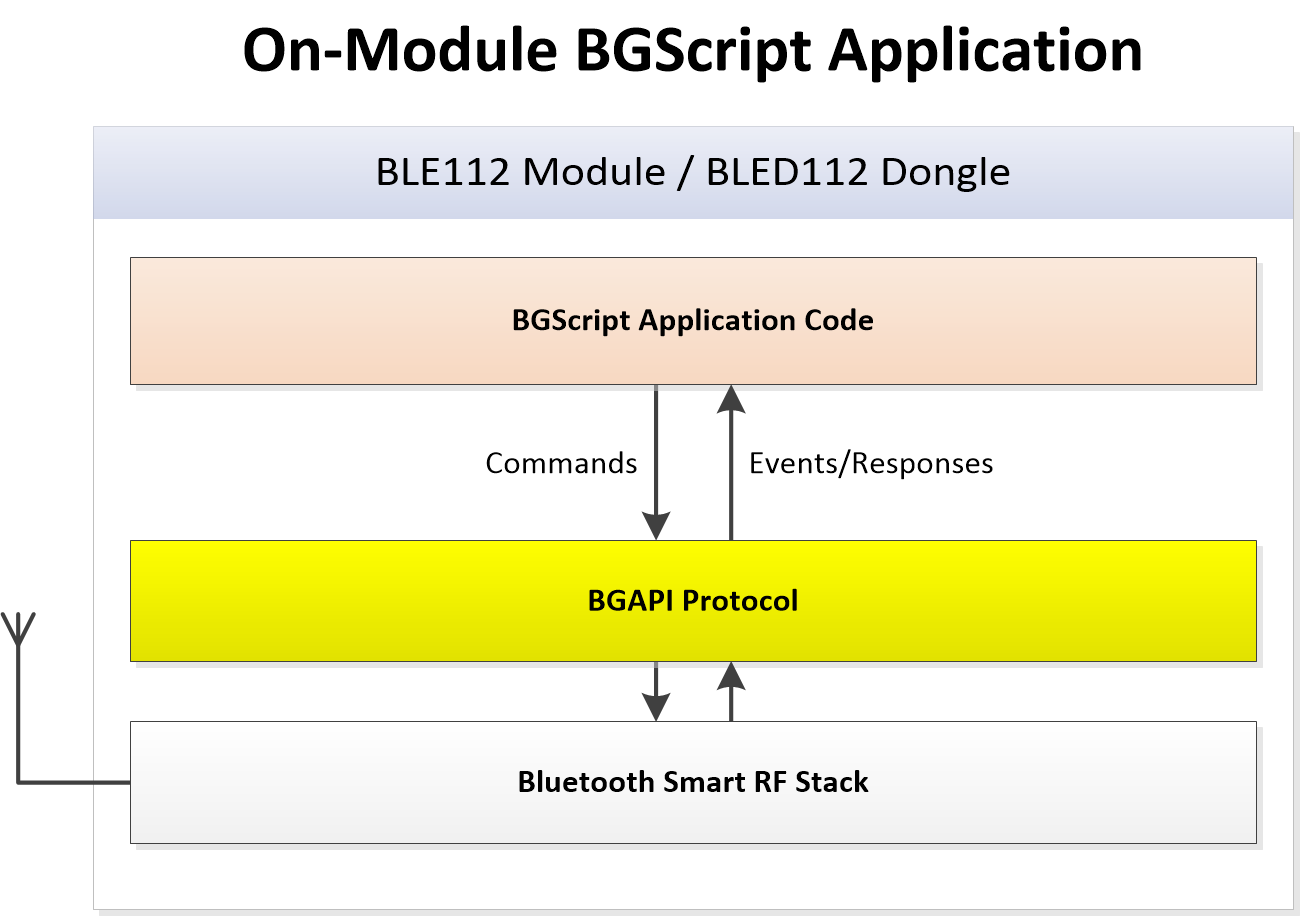 On-Module BGScript Application
BLE112 Module / BLED112 Dongle
BGScript Application Code
Commands
Events/Responses
BGAPI Protocol
Bluetooth Smart RF Stack